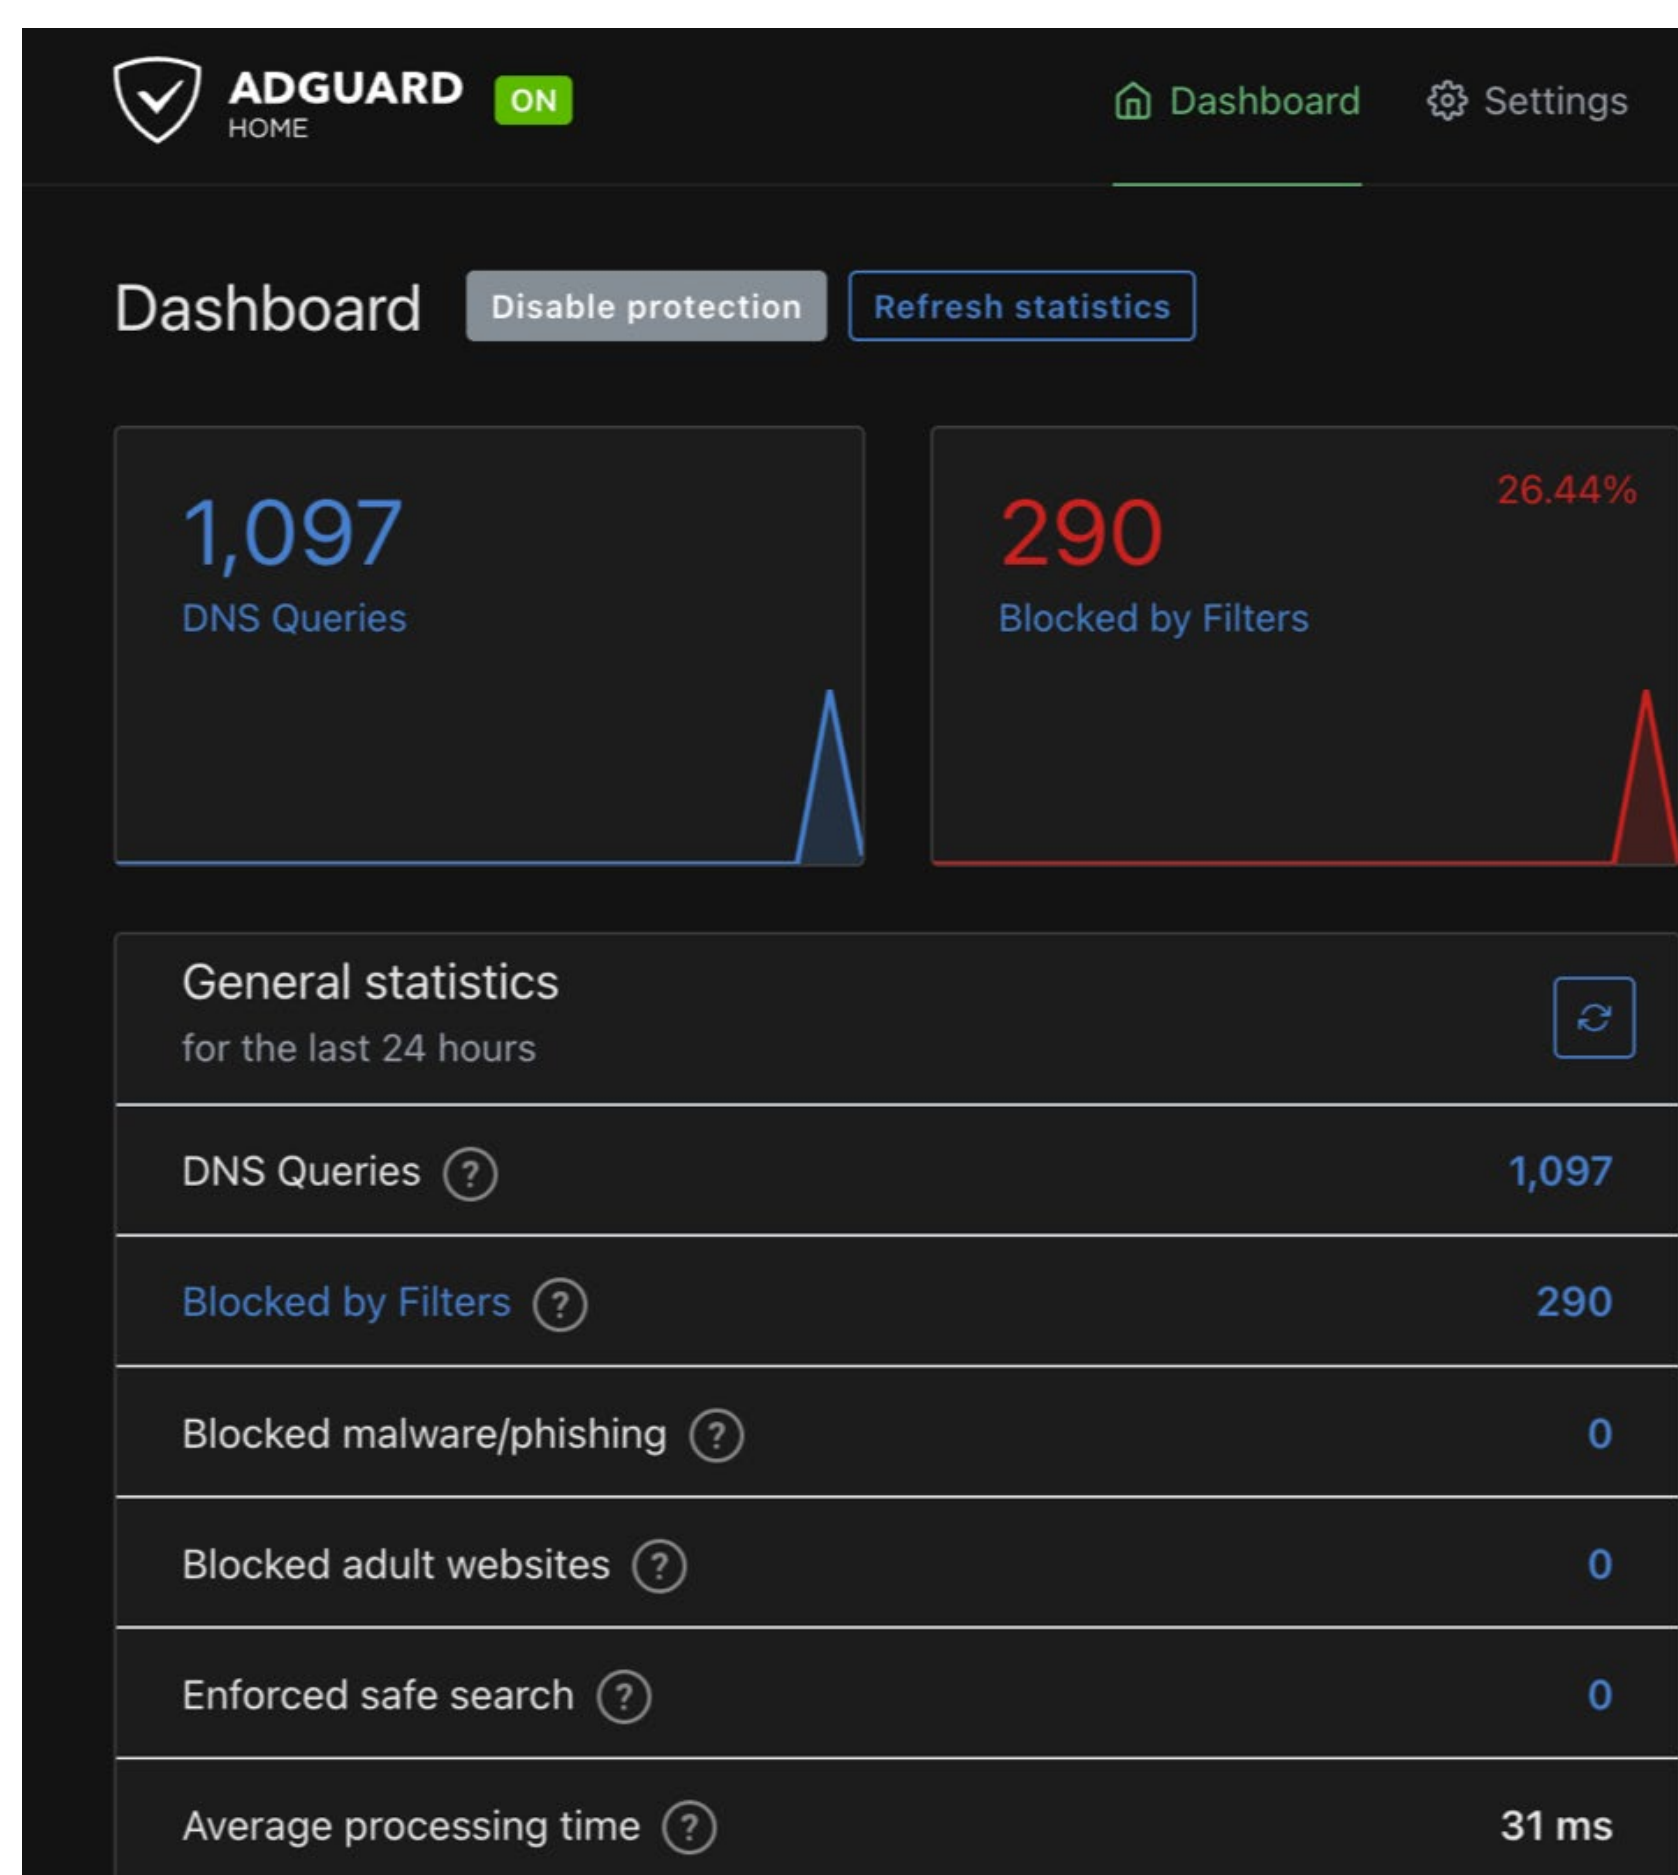 ADGUARD
HOME
ON
Dashboard
Settings
Dashboard
Disable protection
Refresh statistics
1,097
DNS Queries
290
26.44%
Blocked by Filters
General statistics
for the last 24 hours
DNS Queries ? 1,097
Blocked by Filters ? 290
Blocked malware/phishing ? 0
Blocked adult websites ? 0
Enforced safe search ? 0
Average processing time ? 31 ms